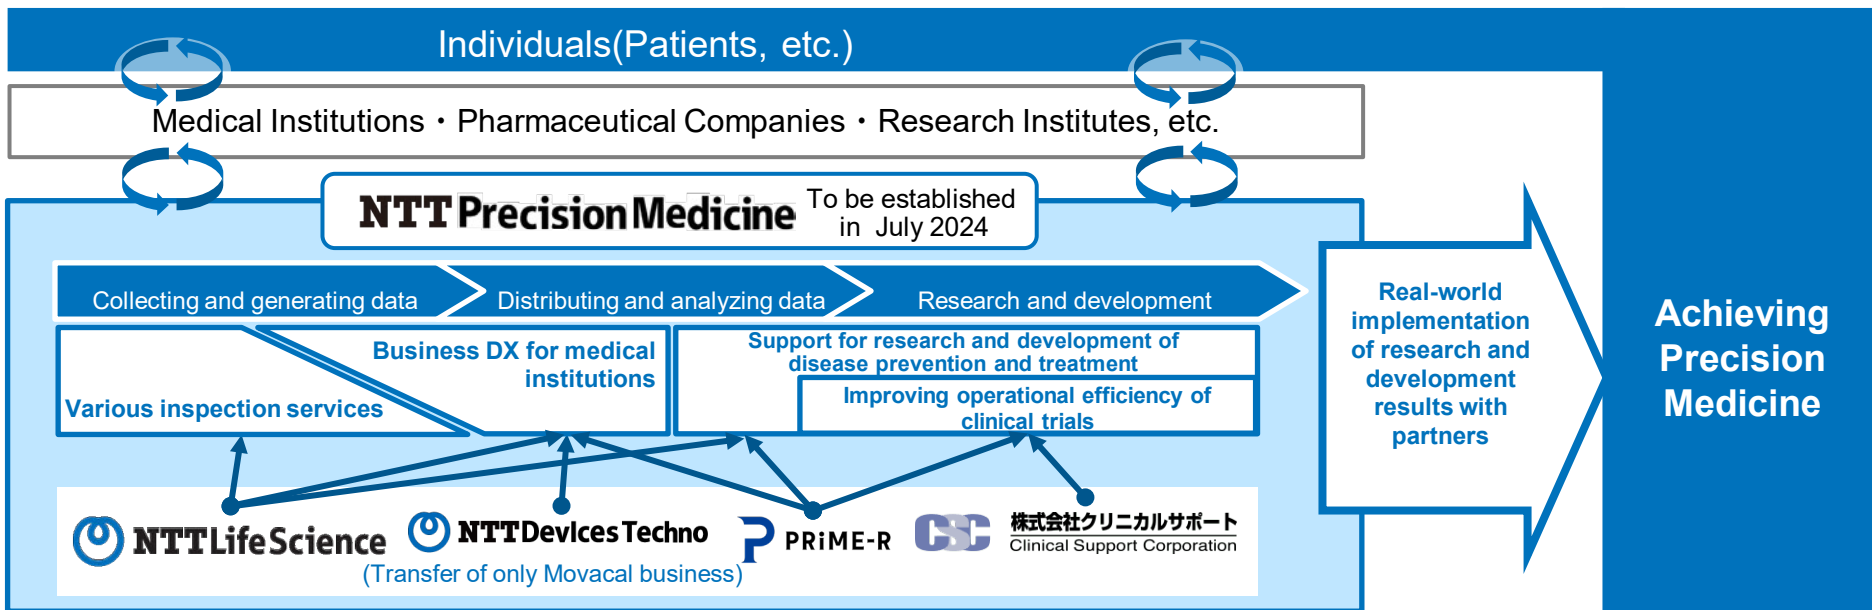 Individuals(Patients, etc.)
Medical Institutions・Pharmaceutical Companies・Research Institutes, etc.
NTT Precision Medicine
To be established
in July 2024
Collecting and generating data
Distributing and analyzing data
Research and development
Various inspection services
Business DX for medical
institutions
Support for research and development of
disease prevention and treatment
Improving operational efficiency of
clinical trials
NTT Life Science
NTT Devices Techno
(Transfer of only Movacal business)
PRiME-R
CSC
株式会社クリニカルサポート
Clinical Support Corporation
Real-world
implementation
of research and
development
results with
partners
Achieving
Precision
Medicine